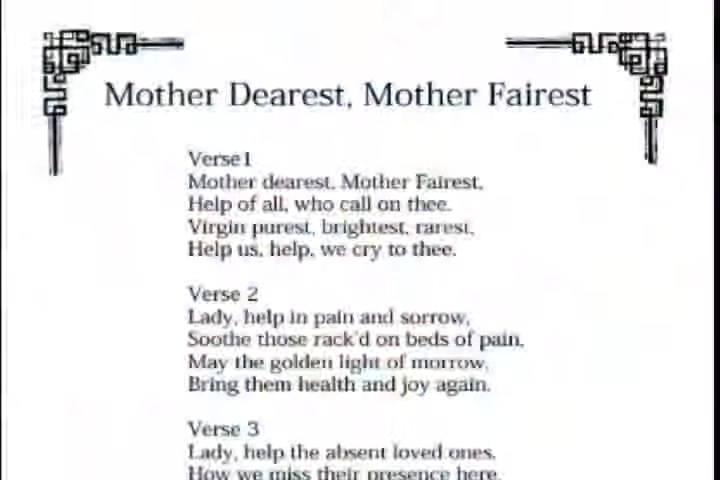 Mother Dearest, Mother Fairest
Verse1
Mother dearest, Mother Fairest,
Help of all, who call on thee.
Virgin purest, brightest, rarest,
Help us, help, we cry to thee.
Verse 2
Lady, help in pain and sorrow,
Soothe those rack'd on beds of pain,
May the golden light of morrow,
Bring them health and joy again.
Verse 3
Lady, help the absent loved ones,
How we miss their presence here,